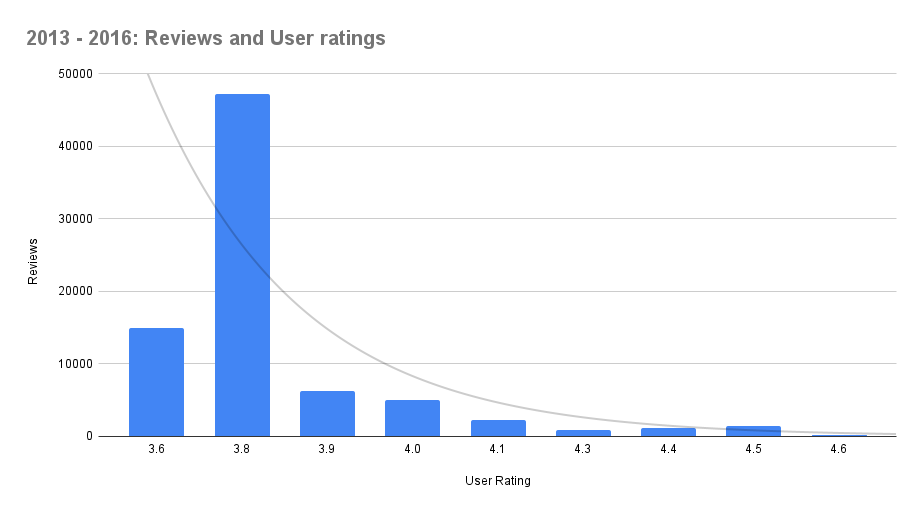 2013 - 2016: Reviews and User ratings
50000
40000
30000
20000
10000
0
Reviews
3.6 3.8 3.9 4.0 4.1 4.3 4.4 4.5 4.6
User Rating